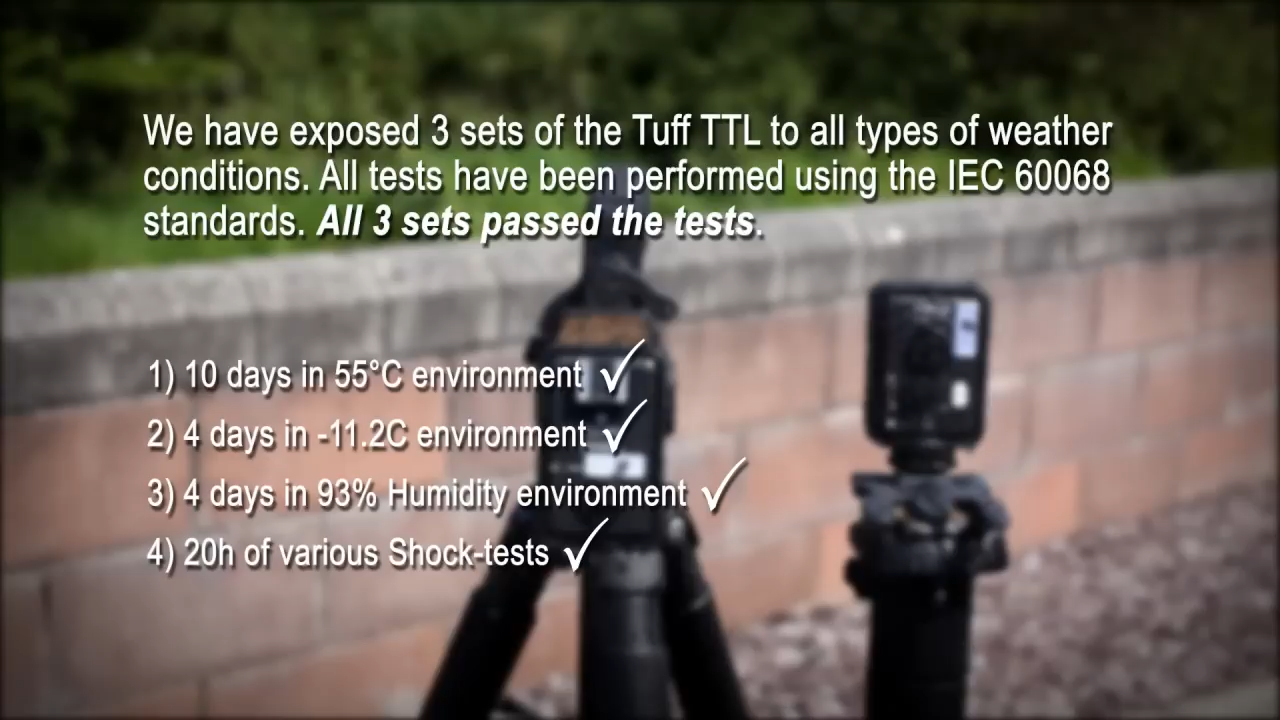 We have exposed 3 sets of the Tuff TTL to all types of weather
conditions. All tests have been performed using the IEC 60068
standards. All 3 sets passed the tests.
1) 10 days in 55°C environment
2) 4 days in -11.2C environment
3) 4 days in 93% Humidity environment
4) 20h of various Shock-tests